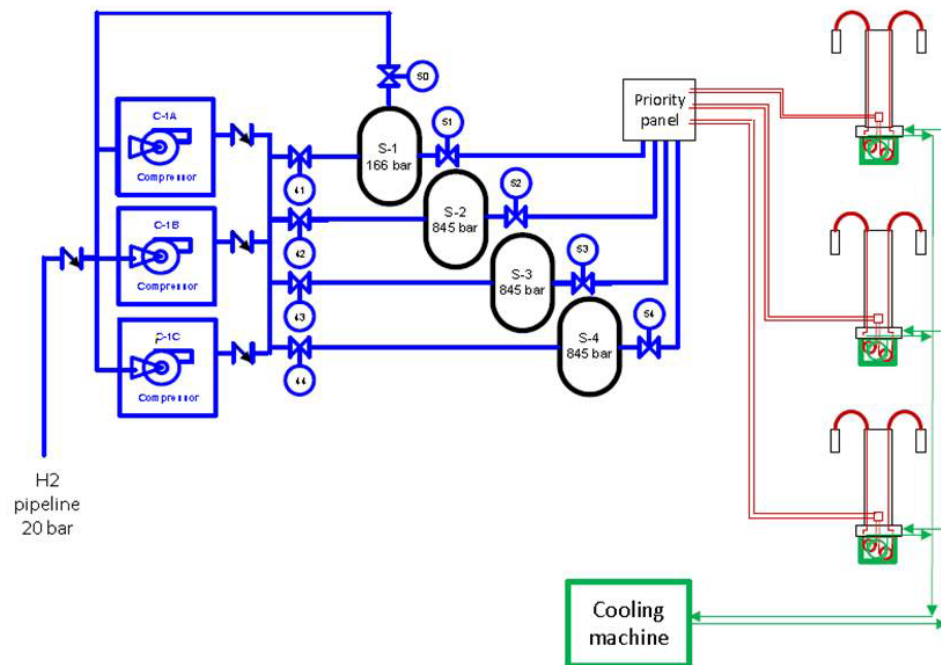 C-1A
Compressor
C-1B
Compressor
C-1C
Compressor
H2
pipeline
20 bar
41
42
43
44
50
S-1
166 bar
51
S-2
845 bar
52
S-3
845 bar
53
S-4
845 bar
54
Priority
panel
Cooling
machine